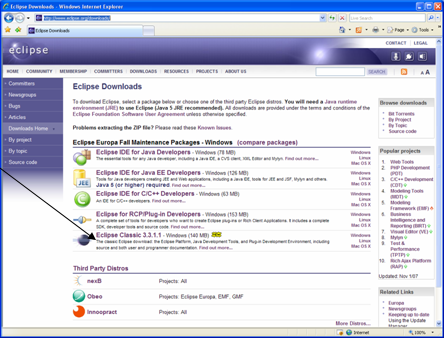 Eclipse Downloads - Windows Internet Explorer
http://www.eclipse.org/downloads/
Live Search
Eclipse Downloads
Page
Tools
CONTACT | LEGAL
eclipse
HOME COMMUNITY MEMBERSHIP COMMITTERS DOWNLOADS RESOURCES PROJECTS ABOUT US
SEARCH
A A
Committers
Newsgroups
Bugs
Articles
Downloads Home
By project
By topic
Source code
Eclipse Downloads
To download Eclipse, select a package below or choose one of the third party Eclipse distros. You will need a Java runtime
environment (JRE) to use Eclipse (Java 5 JRE recommended). All downloads are provided under the terms and conditions of the
Eclipse Foundation Software User Agreement unless otherwise specified.
Problems extracting the ZIP file? Please read these Known Issues
Eclipse Europa Fall Maintenance Packages - Windows (compare packages)
Eclipse IDE for Java Developers - Windows (78 MB)
The essential tools for any Java developer, including a Java IDE, a CVS client, XML Editor and Mylyn. Find out more...
Windows
Linux
Mac OS X
Eclipse IDE for Java EE Developers - Windows (126 MB)
Tools for Java developers creating JEE and Web applications, including a Java IDE, tools for JEE and JSF, Mylyn and others.
Java 5 (or higher) required. Find out more...
Windows
Linux
Mac OS X
Eclipse IDE for C/C++ Developers - Windows (63 MB)
An IDE for C/C++ developers. Find out more...
Windows
Linux
Mac OS X
Eclipse for RCP/Plug-in Developers - Windows (153 MB)
A complete set of tools for developers who want to create Eclipse plug-ins or Rich Client Applications. It includes a complete
SDK, developer tools and source code. Find out more...
Windows
Linux
Mac OS X
Eclipse Classic 3.3.1.1 - Windows (140 MB)
The classic Eclipse download: the Eclipse Platform, Java Development Tools, and Plug-in Development Environment, including
source and both user and programmer documentation. Find out more...
Windows
Linux
Mac OS X
Third Party Distros
nexB Projects: All
Obeo Projects: Eclipse Europa, EMF, GMF
Innoopract Projects: All
More Distros...
Browse downloads
Bit Torrents
By Project
By Topic
Source code
Popular projects
1. Web Tools
2. PHP Development
(PDT)
3. C/C++ Development
(CDT)
4. Modeling Tools
(MDT)
5. Modeling
Framework (EMF)
6. Business
Intelligence and
Reporting (BIRT)
7. Visual Editor (VE)
8. Mylyn
9. Test &
Performance
(TPTP)
10. Rich Ajax Platform
(RAP)
Updated: Nov 1/07
Related Links
Europa
Newsgroups
Keeping up to date
Using the Update
Manager
Internet
100%